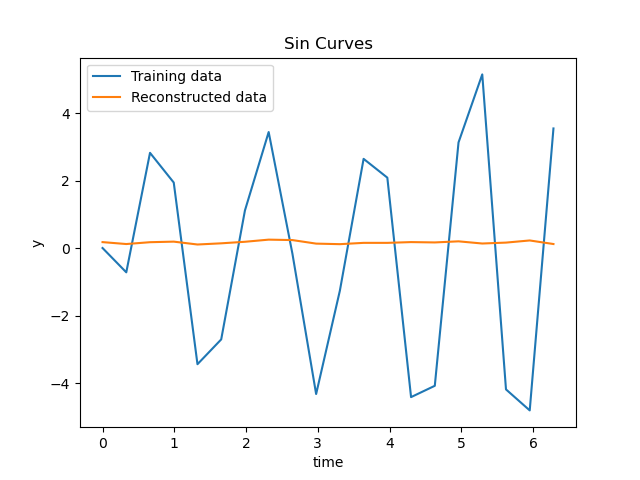 Sin Curves
Training data
Reconstructed data
4
2
0
−2
−4
y
0 1 2 3 4 5 6
time